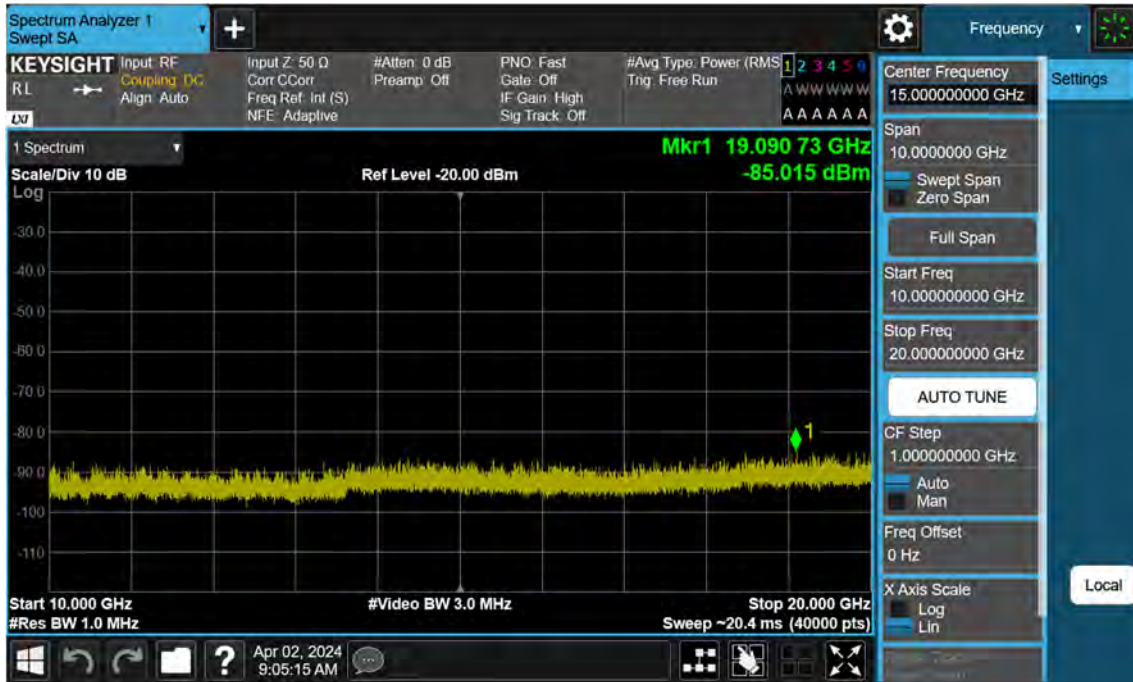 Spectrum Analyzer 1
Swept SA
+
Frequency
KEYSIGHT
RL
LXI
Input: RF
Coupling: DC
Align: Auto
Input Z: 50 Ω
Corr CCorr
Freq Ref: Int (S)
NFE: Adaptive
#Atten: 0 dB
Preamp: Off
PNO: Fast
Gate: Off
IF Gain: High
Sig Track: Off
#Avg Type: Power (RMS
Trig: Free Run
1 2 3 4 5 6
A W W W W W
A A A A A A
Center Frequency
15.000000000 GHz
Settings
Span
10.0000000 GHz
Swept Span
Zero Span
Full Span
Start Freq
10.000000000 GHz
Stop Freq
20.000000000 GHz
AUTO TUNE
CF Step
1.000000000 GHz
Auto
Man
Freq Offset
0 Hz
X Axis Scale
Log
Lin
Local
1 Spectrum
Mkr1 19.090 73 GHz
Scale/Div 10 dB
Ref Level -20.00 dBm
-85.015 dBm
Log
-30.0
-40.0
-50.0
-60.0
-70.0
-80.0
1
-90.0
-100
-110
Start 10.000 GHz
#Video BW 3.0 MHz
Stop 20.000 GHz
#Res BW 1.0 MHz
Sweep ~20.4 ms (40000 pts)
?
Apr 02, 2024
9:05:15 AM